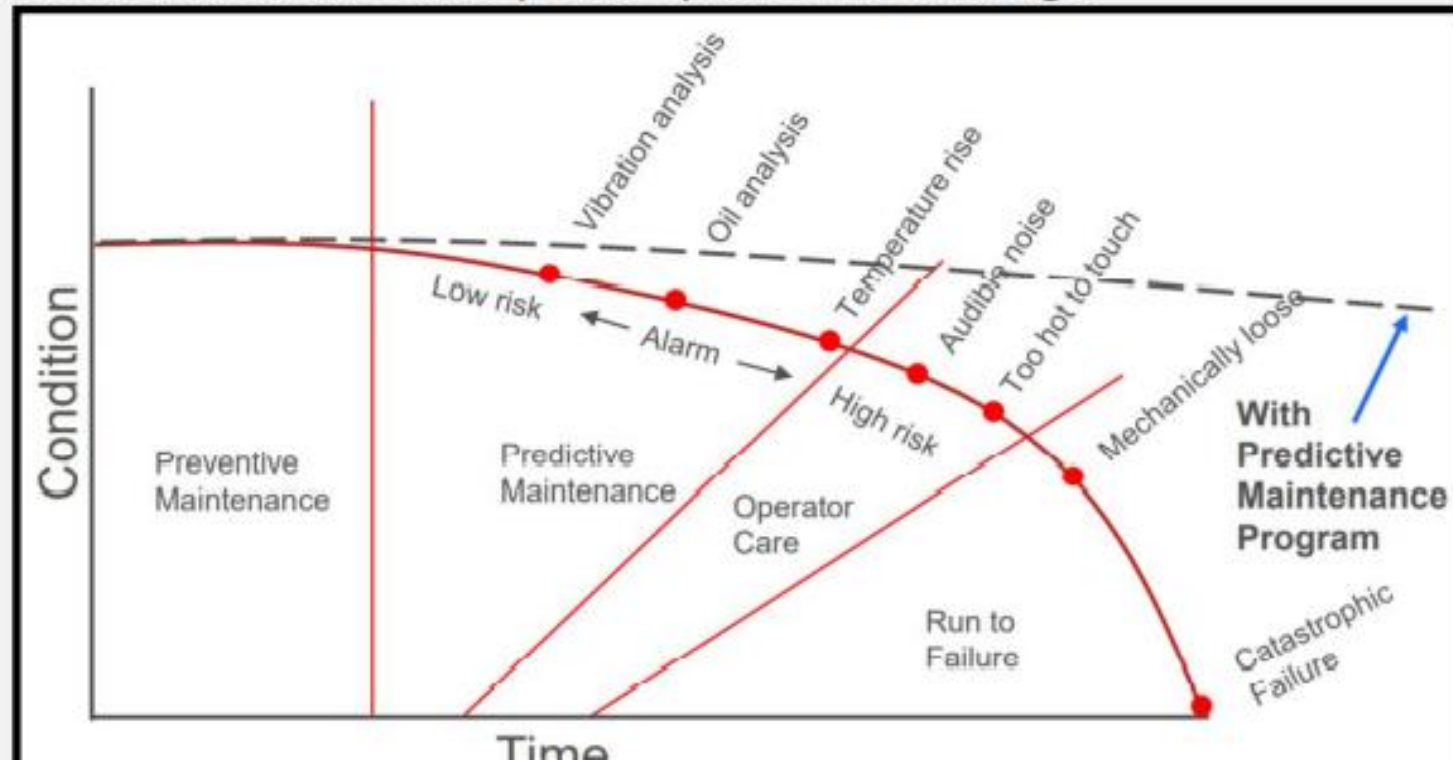 Vibration analysis
Oil analysis
Temperature rise
Audible noise
Too hot to touch
Mechanically loose
Low risk
Alarm
High risk
Condition
Preventive
Maintenance
Predictive
Maintenance
Operator
Care
Run to
Failure
With
Predictive
Maintenance
Program
Catastrophic
Failure
Time